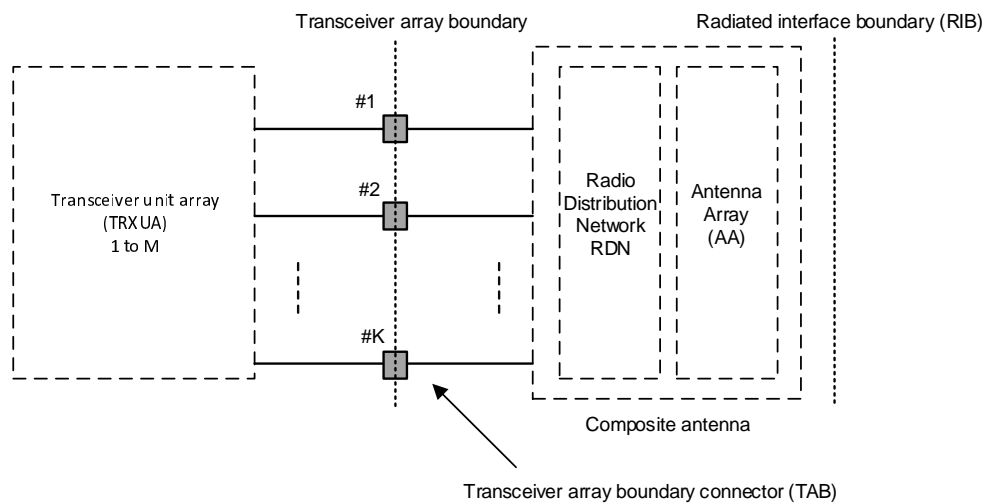 Transceiver array boundary
Radiated interface boundary (RIB)
#1
#2
#K
Transceiver unit array
(TRXUA)
1 to M
Radio
Distribution
Network
RDN
Antenna
Array
(AA)
Composite antenna
Transceiver array boundary connector (TAB)